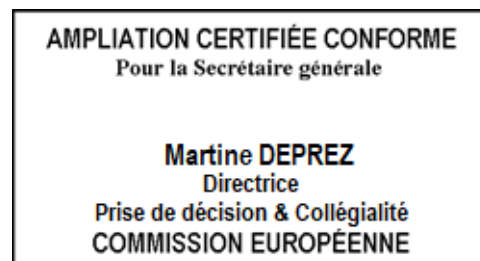 AMPLIATION CERTIFIÉE CONFORME
Pour la Secrétaire générale
Martine DEPREZ
Directrice
Prise de décision & Collégialité
COMMISSION EUROPÉENNE